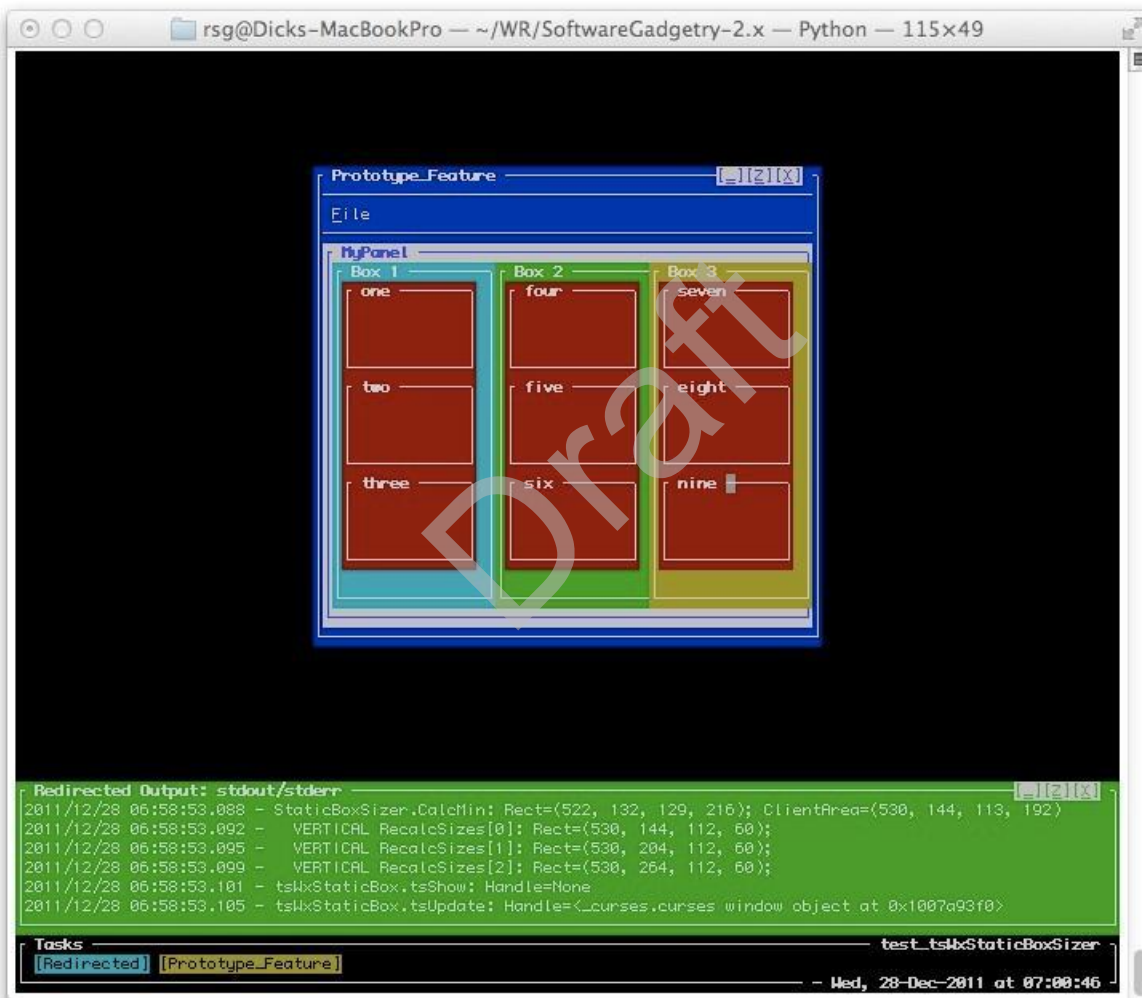 rsg@Dicks-MacBookPro — ~/WR/SoftwareGadgetry-2.x — Python — 115×49
Protótype_Feature [_][Z][X]
File
MyPanel
Box 1 Box 2 Box 3
one four seven
two five eight
three six nine
Draft
Redirected Output: stdout/stderr [_][Z][X]
2011/12/28 06:58:53.088 - StaticBoxSizer.CalcMin: Rect=(522, 132, 129, 216); ClientArea=(530, 144, 113, 192)
2011/12/28 06:58:53.092 - VERTICAL RecalcSizes[0]: Rect=(530, 144, 112, 60);
2011/12/28 06:58:53.095 - VERTICAL RecalcSizes[1]: Rect=(530, 204, 112, 60);
2011/12/28 06:58:53.099 - VERTICAL RecalcSizes[2]: Rect=(530, 264, 112, 60);
2011/12/28 06:58:53.101 - tsWxStaticBox.tsShow: Handle=None
2011/12/28 06:58:53.105 - tsWxStaticBox.tsUpdate: Handle=<_curses.curses window object at 0x1007a93f0>
Tasks test_tsWxStaticBoxSizer
[Redirected] [Prototype_Feature]
- Wed, 28-Dec-2011 at 07:00:46